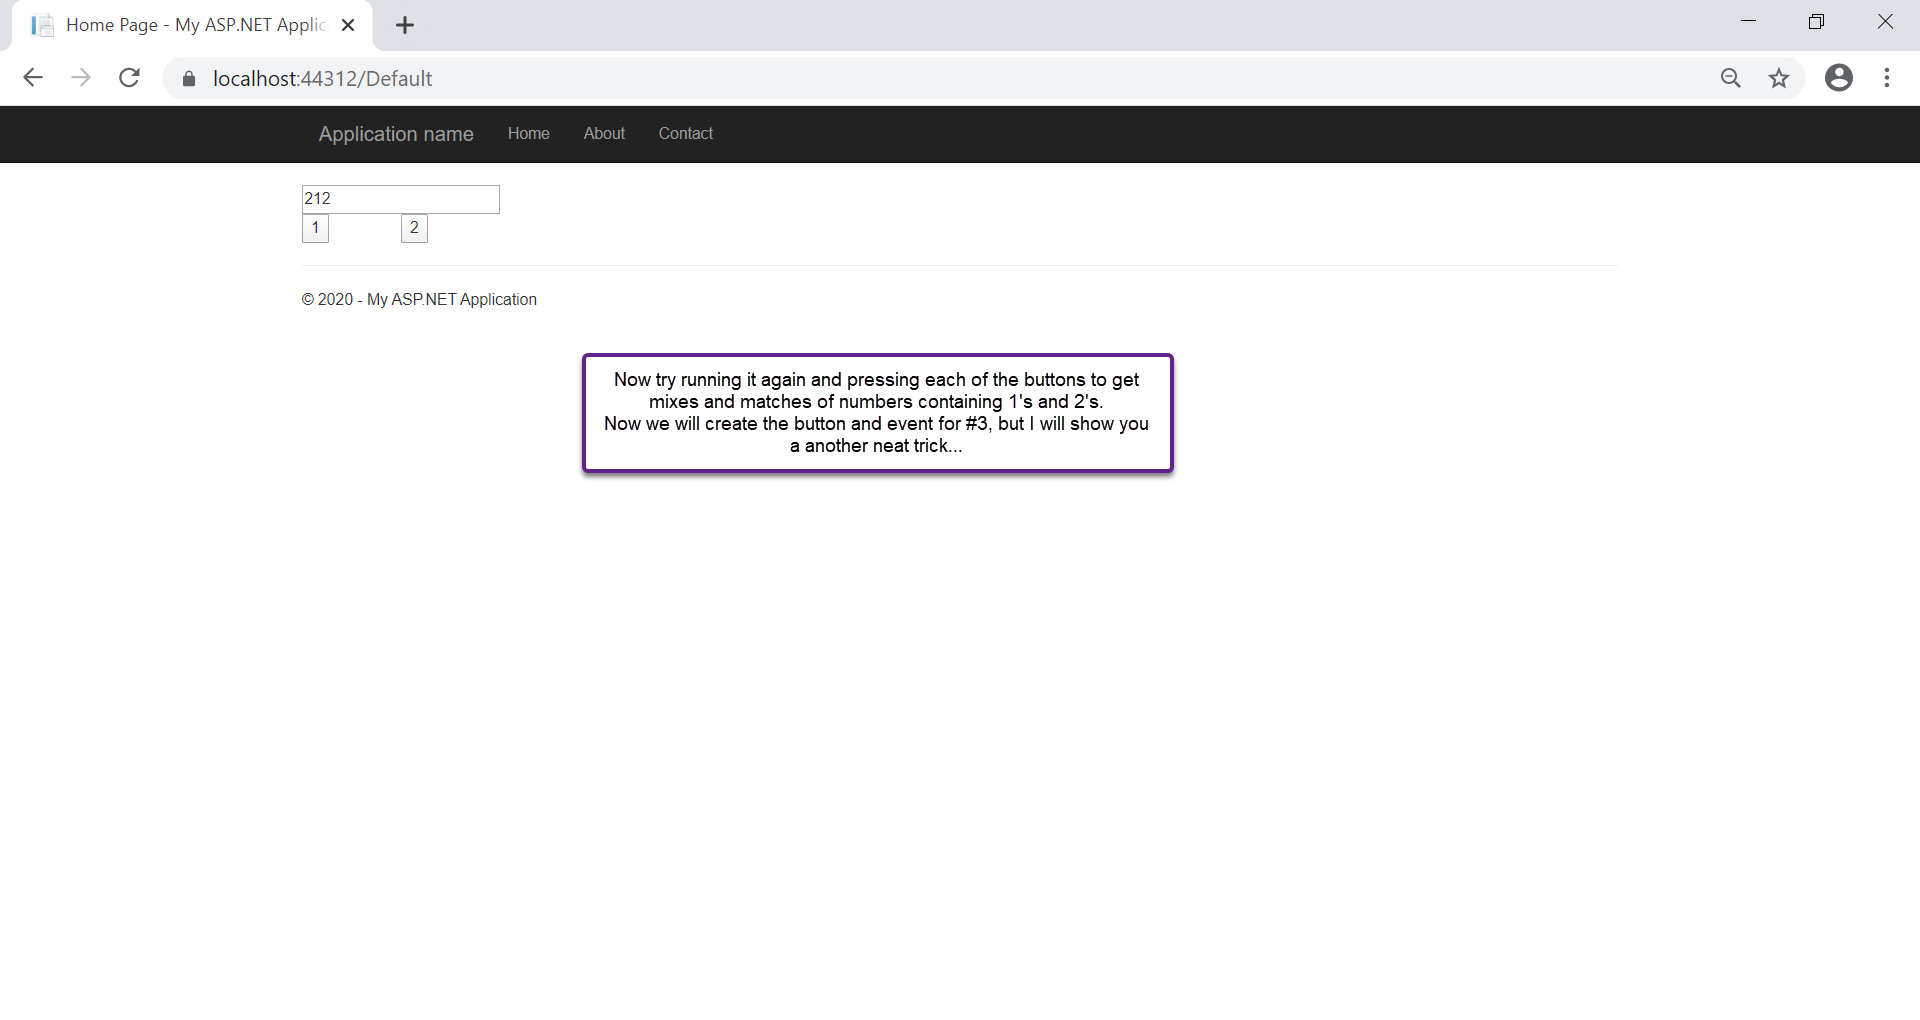 Home Page - My ASP.NET Applic
localhost:44312/Default
Application name Home About Contact
212
1 2
© 2020 - My ASP.NET Application
Now try running it again and pressing each of the buttons to get
mixes and matches of numbers containing 1's and 2's.
Now we will create the button and event for #3, but I will show you
a another neat trick...